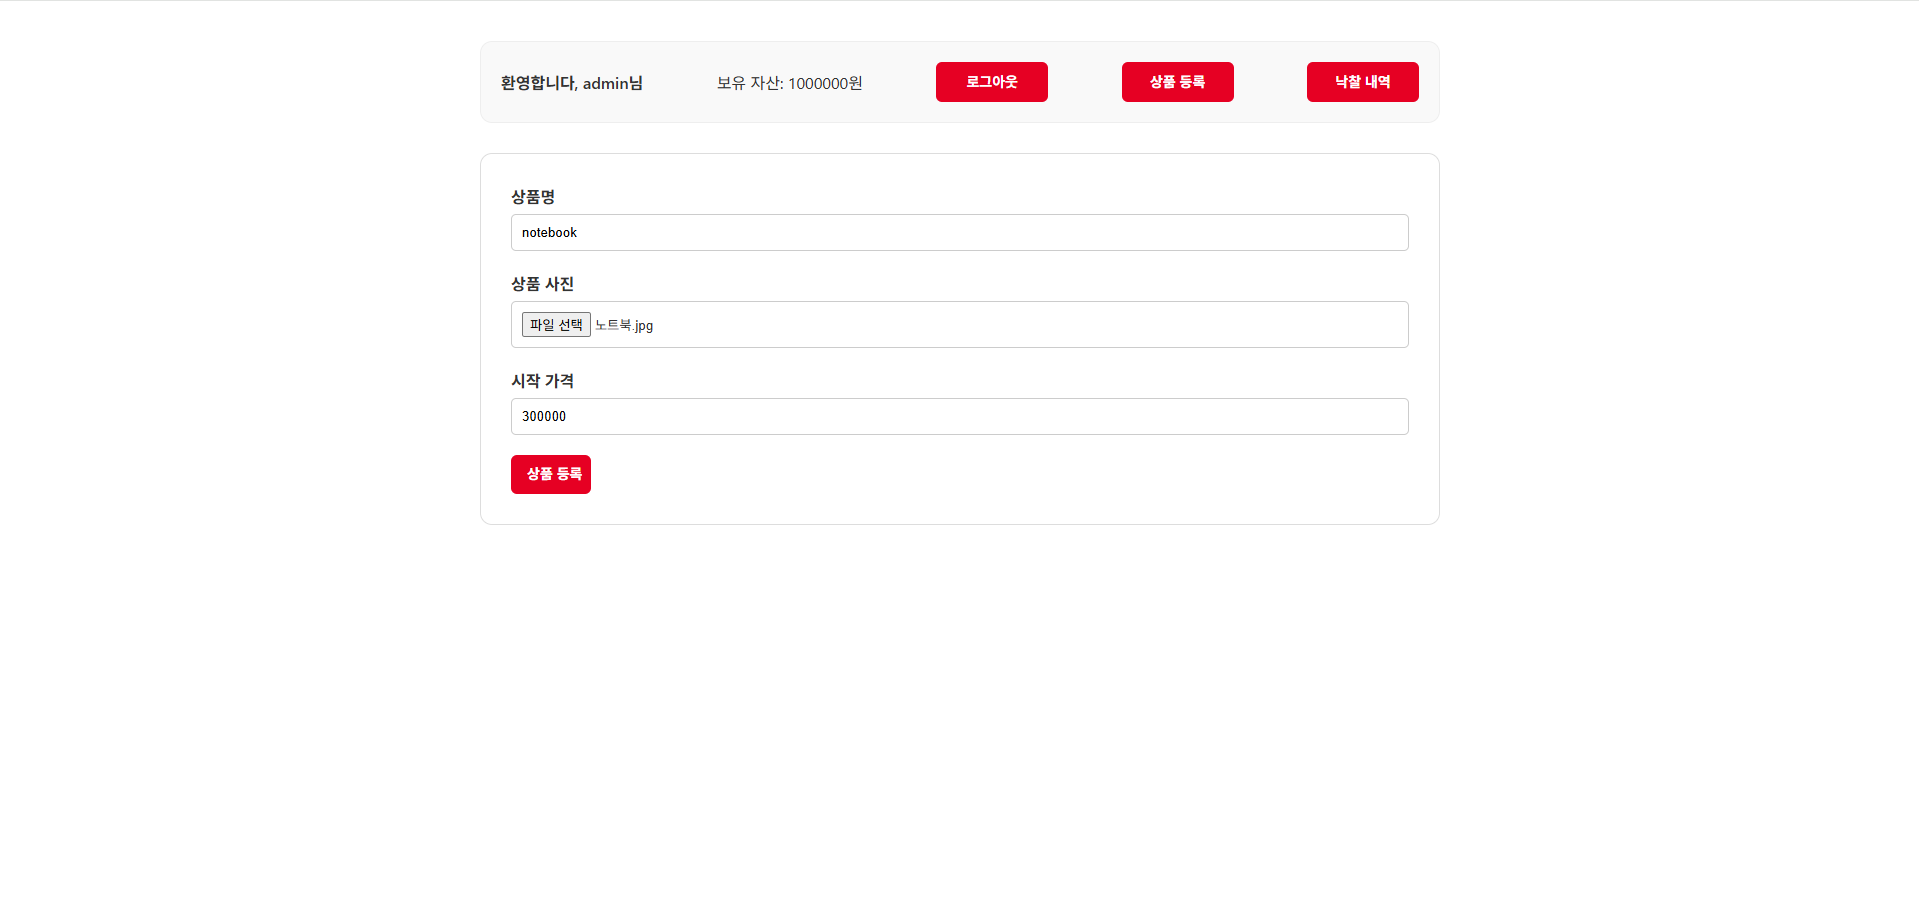 환영합니다, admin님
보유 자산: 1000000원
로그아웃
상품 등록
낙찰 내역
상품명
notebook
상품 사진
파일 선택 노트북.jpg
시작 가격
300000
상품 등록